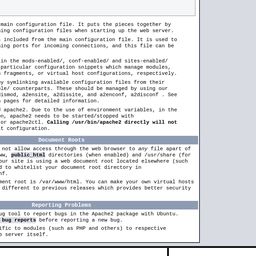 main configuration file. It puts the pieces together by
ing configuration files when starting up the web server.
included from the main configuration file. It is used to
ing ports for incoming connections, and this file can be
in the mods-enabled/, conf-enabled/ and sites-enabled/
particular configuration snippets which manage modules,
fragments, or virtual host configurations, respectively.
by symlinking available configuration files from their
le/ counterparts. These should be managed by using our
dismod, a2ensite, a2dissite, and a2enconf, a2disconf . See
pages for detailed information.
d apache2. Due to the use of environment variables, in the
on, apache2 needs to be started/stopped with
or apache2ctl. Calling /usr/bin/apache2 directly will not
t configuration.
Document Roots
not allow access through the web browser to any file apart of
ww, public_html directories (when enabled) and /usr/share (for
our site is using a web document root located elsewhere (such
d to whitelist your document root directory in
nf.
ment root is /var/www/html. You can make your own virtual hosts
different to previous releases which provides better security
Reporting Problems
bug tool to report bugs in the Apache2 package with Ubuntu.
bug reports before reporting a new bug.
ific to modules (such as PHP and others) to respective
b server itself.